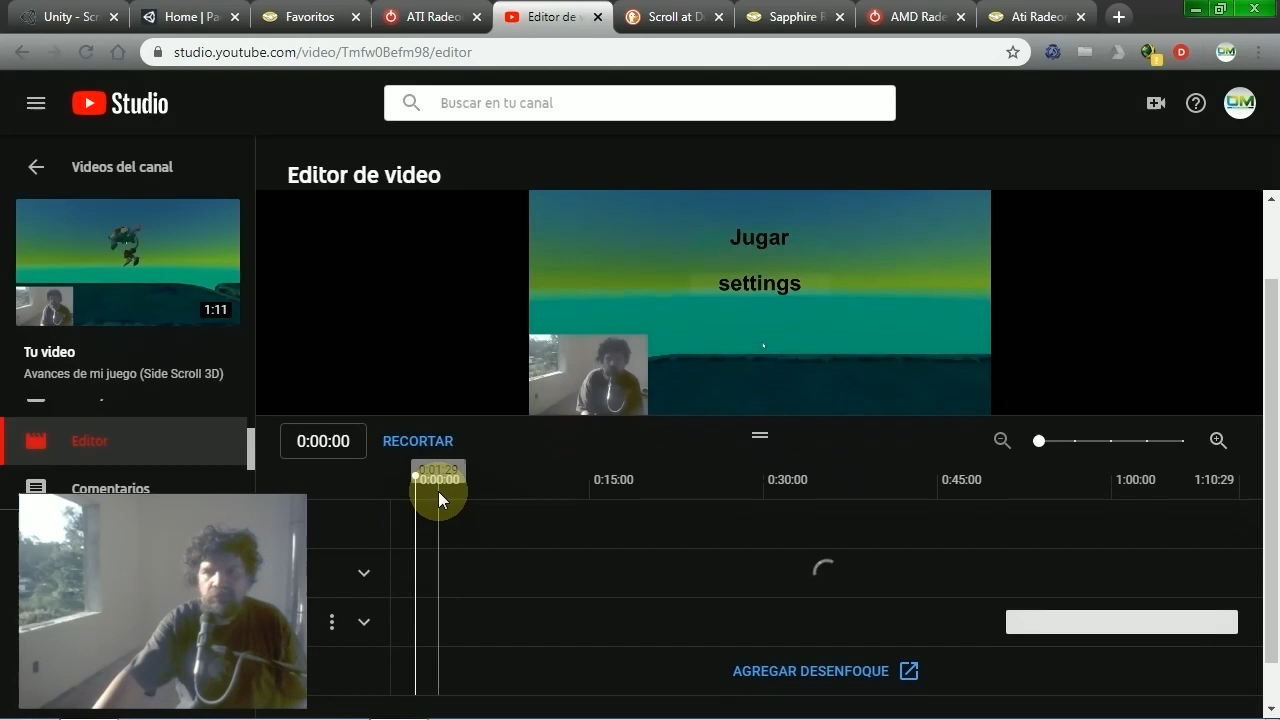 Unity - Scr
Home | Pa
Favoritos
ATI Radeo
Editor de v
Scroll at D
Sapphire R
AMD Rade
Ati Radeor
studio.youtube.com/video/Tmfw0Befm98/editor
D
OM
Studio
Buscar en tu canal
OM
Videos del canal
Editor de video
Jugar
settings
1:11
Tu video
Avances de mi juego (Side Scroll 3D)
0:00:00
RECORTAR
Editor
0:01:29
0:00:00
0:15:00
0:30:00
0:45:00
1:00:00
1:10:29
Comentarios
AGREGAR DESENFOQUE